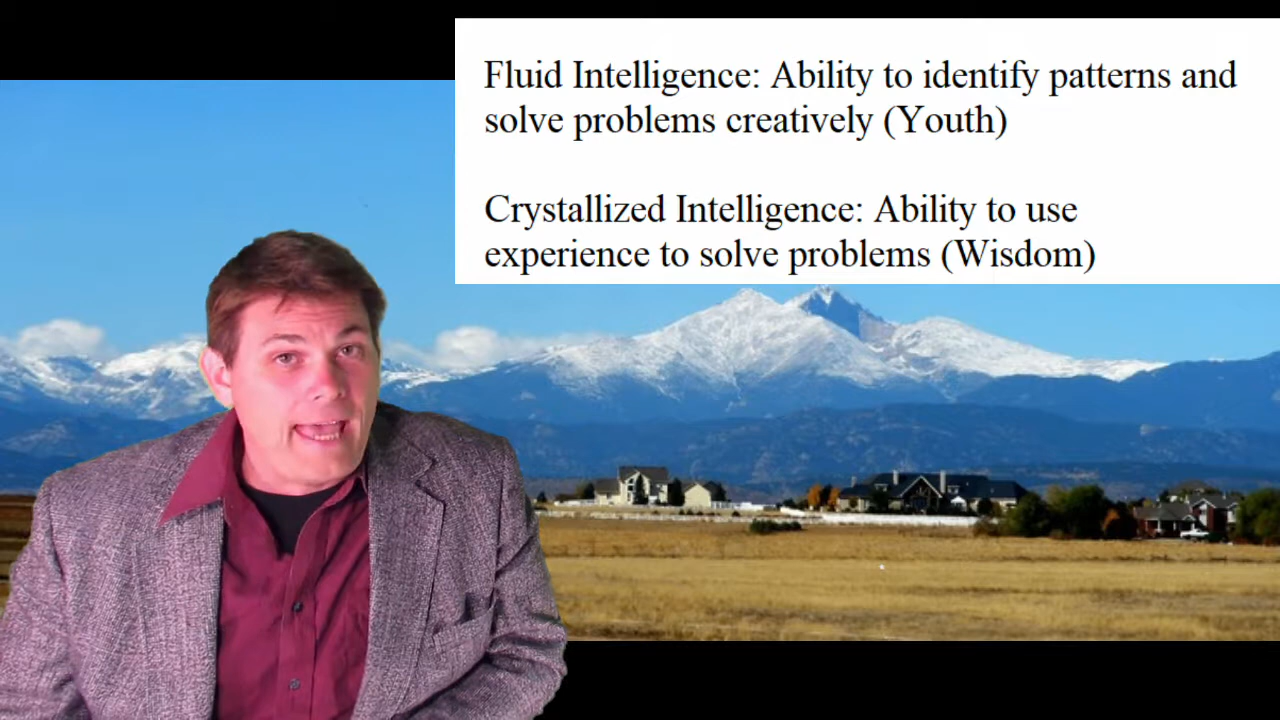 Fluid Intelligence: Ability to identify patterns and
solve problems creatively (Youth)
Crystallized Intelligence: Ability to use
experience to solve problems (Wisdom)